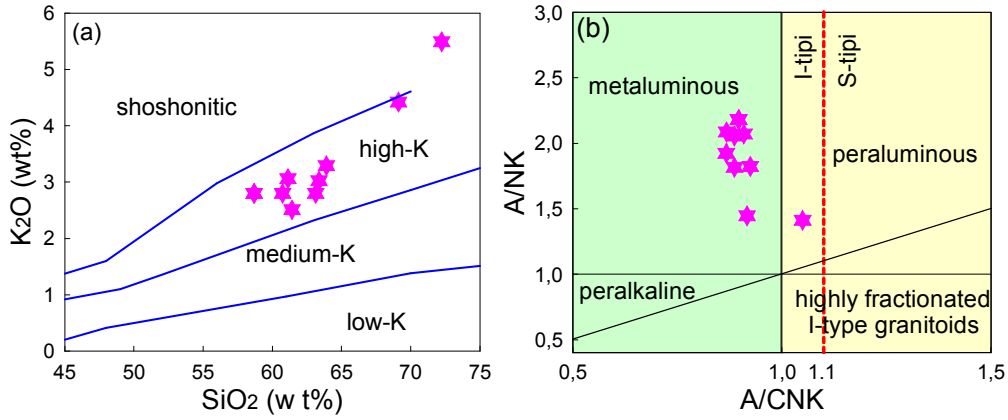 (a)
shoshonitic
high-K
medium-K
low-K
K2O (wt%)
6
5
4
3
2
1
0
45 50 55 60 65 70 75
SiO2 (w t%)
(b)
metaluminous
I-tipi
S-tipi
peraluminous
peralkaline
highly fractionated
I-type granitoids
A/NK
3,0
2,5
2,0
1,5
1,0
0,5
0,5 1,0 1.1 1,5
A/CNK